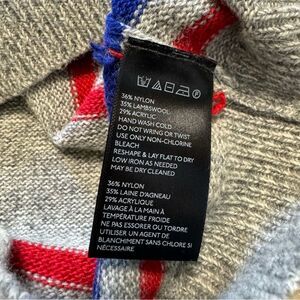 36% NYLON
35% LAMBSWOOL
29% ACRYLIC
HAND WASH COLD
DO NOT WRING OR TWIST
USE ONLY NON-CHLORINE
BLEACH
RESHAPE & LAY FLAT TO DRY
LOW IRON AS NEEDED
MAY BE DRY CLEANED
36% NYLON
35% LAINE D'AGNEAU
29% ACRYLIQUE
LAVAGE À LA MAIN À
TEMPÉRATURE FROIDE
NE PAS ESSORER OU TORDRE
UTILISER UN AGENT DE
BLANCHIMENT SANS CHLORE SI
NÉCESSAIRE